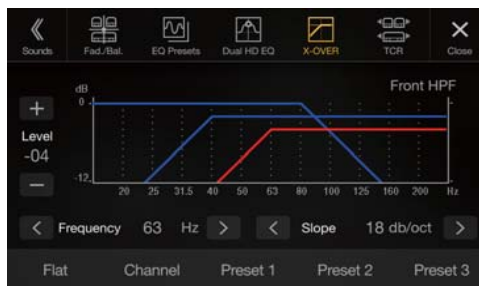 Sounds Fad./Bal. EQ Presets Dual HD EQ X-OVER TCR Close
dB Front HPF
0
+
Level
-04
-
-12
20 25 31.5 40 50 63 80 100 125 160 200 Hz
< Frequency 63 Hz > < Slope 18 db/oct >
Flat Channel Preset 1 Preset 2 Preset 3